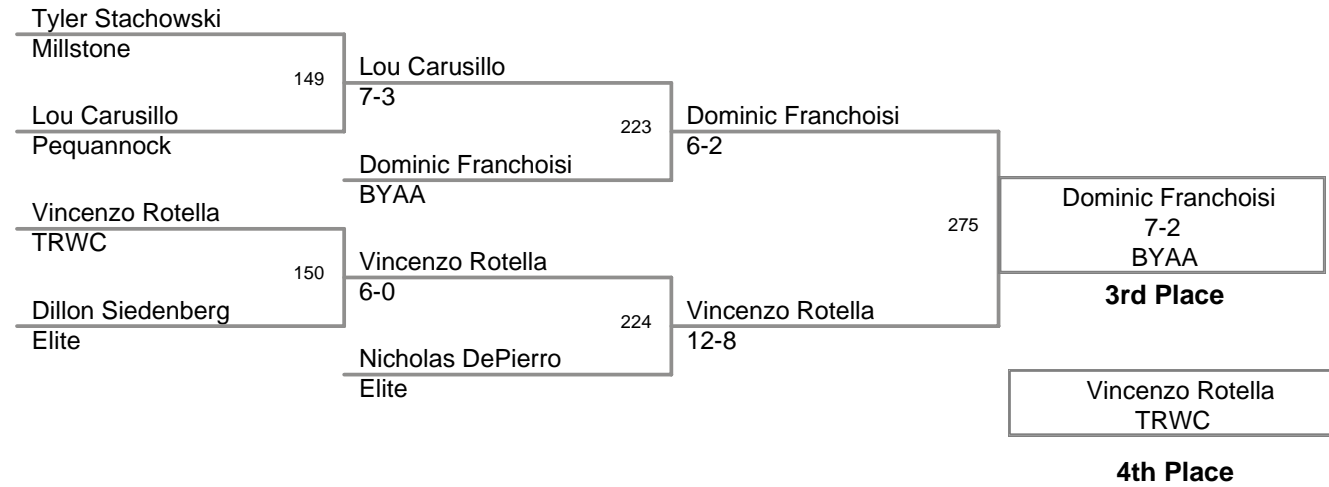 Tyler Stachowski
Millstone
149
Lou Carusillo
7-3
Lou Carusillo
Pequannock
223
Dominic Franchoisi
6-2
Dominic Franchoisi
BYAA
Vincenzo Rotella
TRWC
275
Dominic Franchoisi
7-2
BYAA
3rd Place
150
Vincenzo Rotella
6-0
Dillon Siedenberg
Elite
224
Vincenzo Rotella
12-8
Nicholas DePierro
Elite
Vincenzo Rotella
TRWC
4th Place